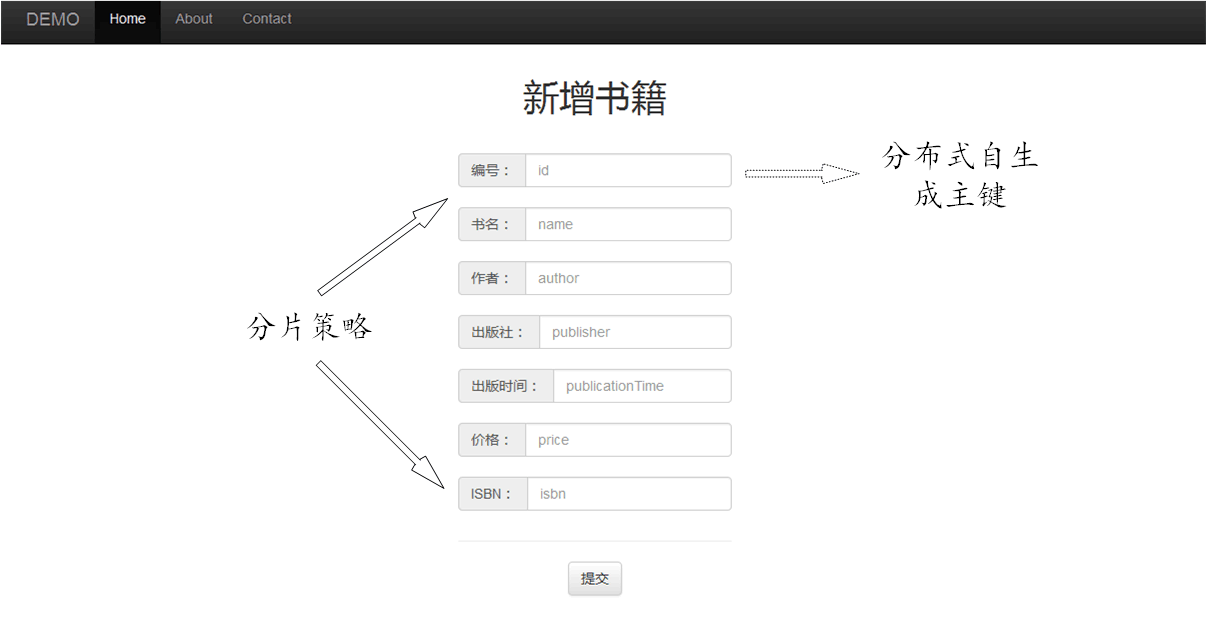 DEMO Home About Contact
新增书籍
编号： id
分布式自生
成主键
书名： name
作者： author
分片策略
出版社： publisher
出版时间： publicationTime
价格： price
ISBN： isbn
提交